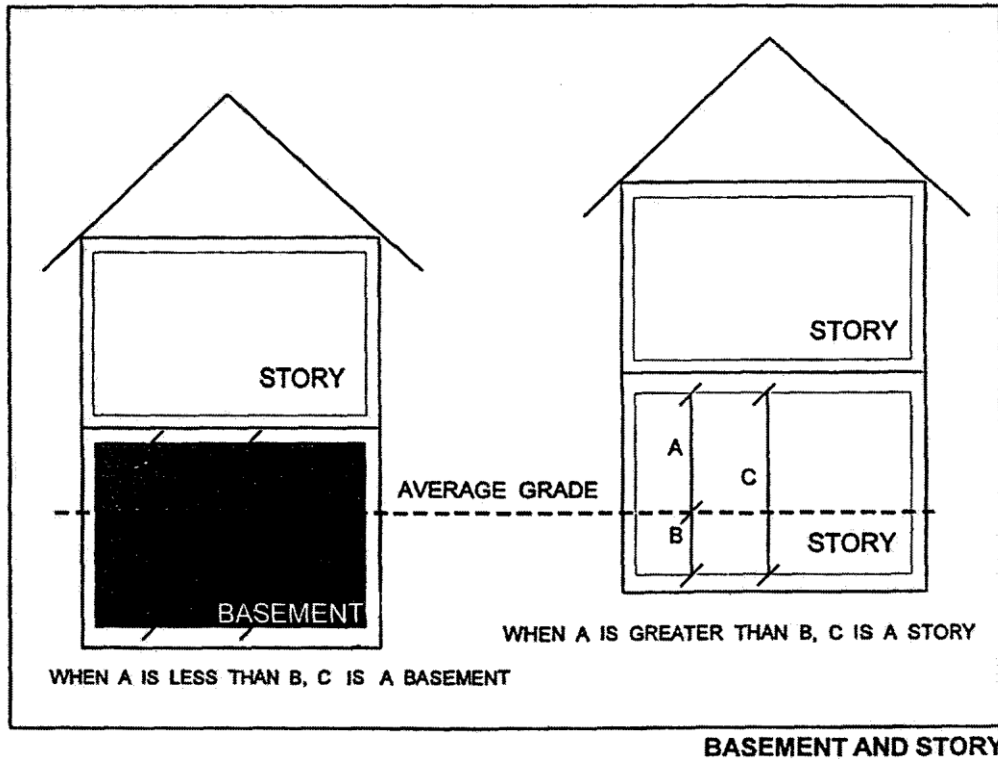 STORY
STORY
AVERAGE GRADE
A
C
B
STORY
BASEMENT
WHEN A IS GREATER THAN B, C IS A STORY
WHEN A IS LESS THAN B, C IS A BASEMENT
BASEMENT AND STORY